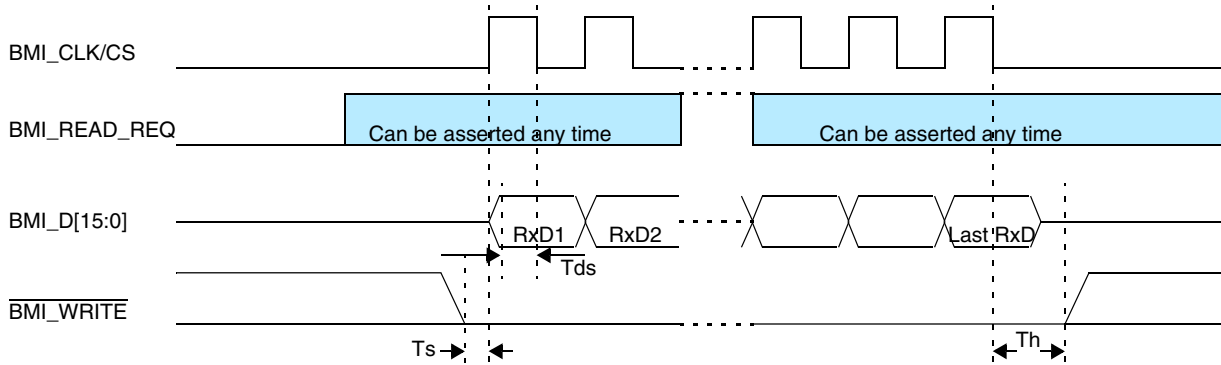 BMI_CLK/CS
BMI_READ_REQ
Can be asserted any time
Can be asserted any time
BMI_D[15:0]
RxD1
RxD2
Last RxD
Tds
BMI_WRITE
Ts
Th